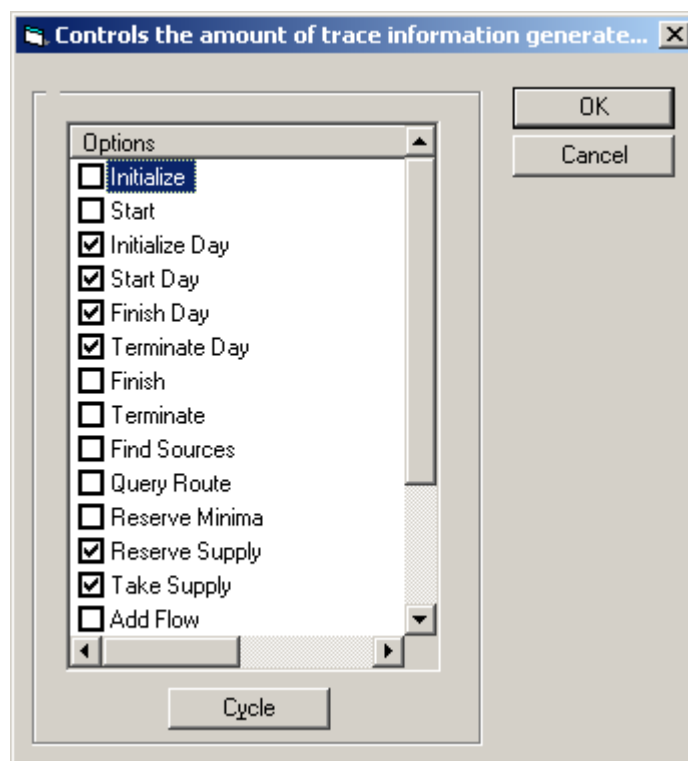 Controls the amount of trace information generate...
OK
Cancel
Options
Initialize
Start
Initialize Day
Start Day
Finish Day
Terminate Day
Finish
Terminate
Find Sources
Query Route
Reserve Minima
Reserve Supply
Take Supply
Add Flow
Cycle